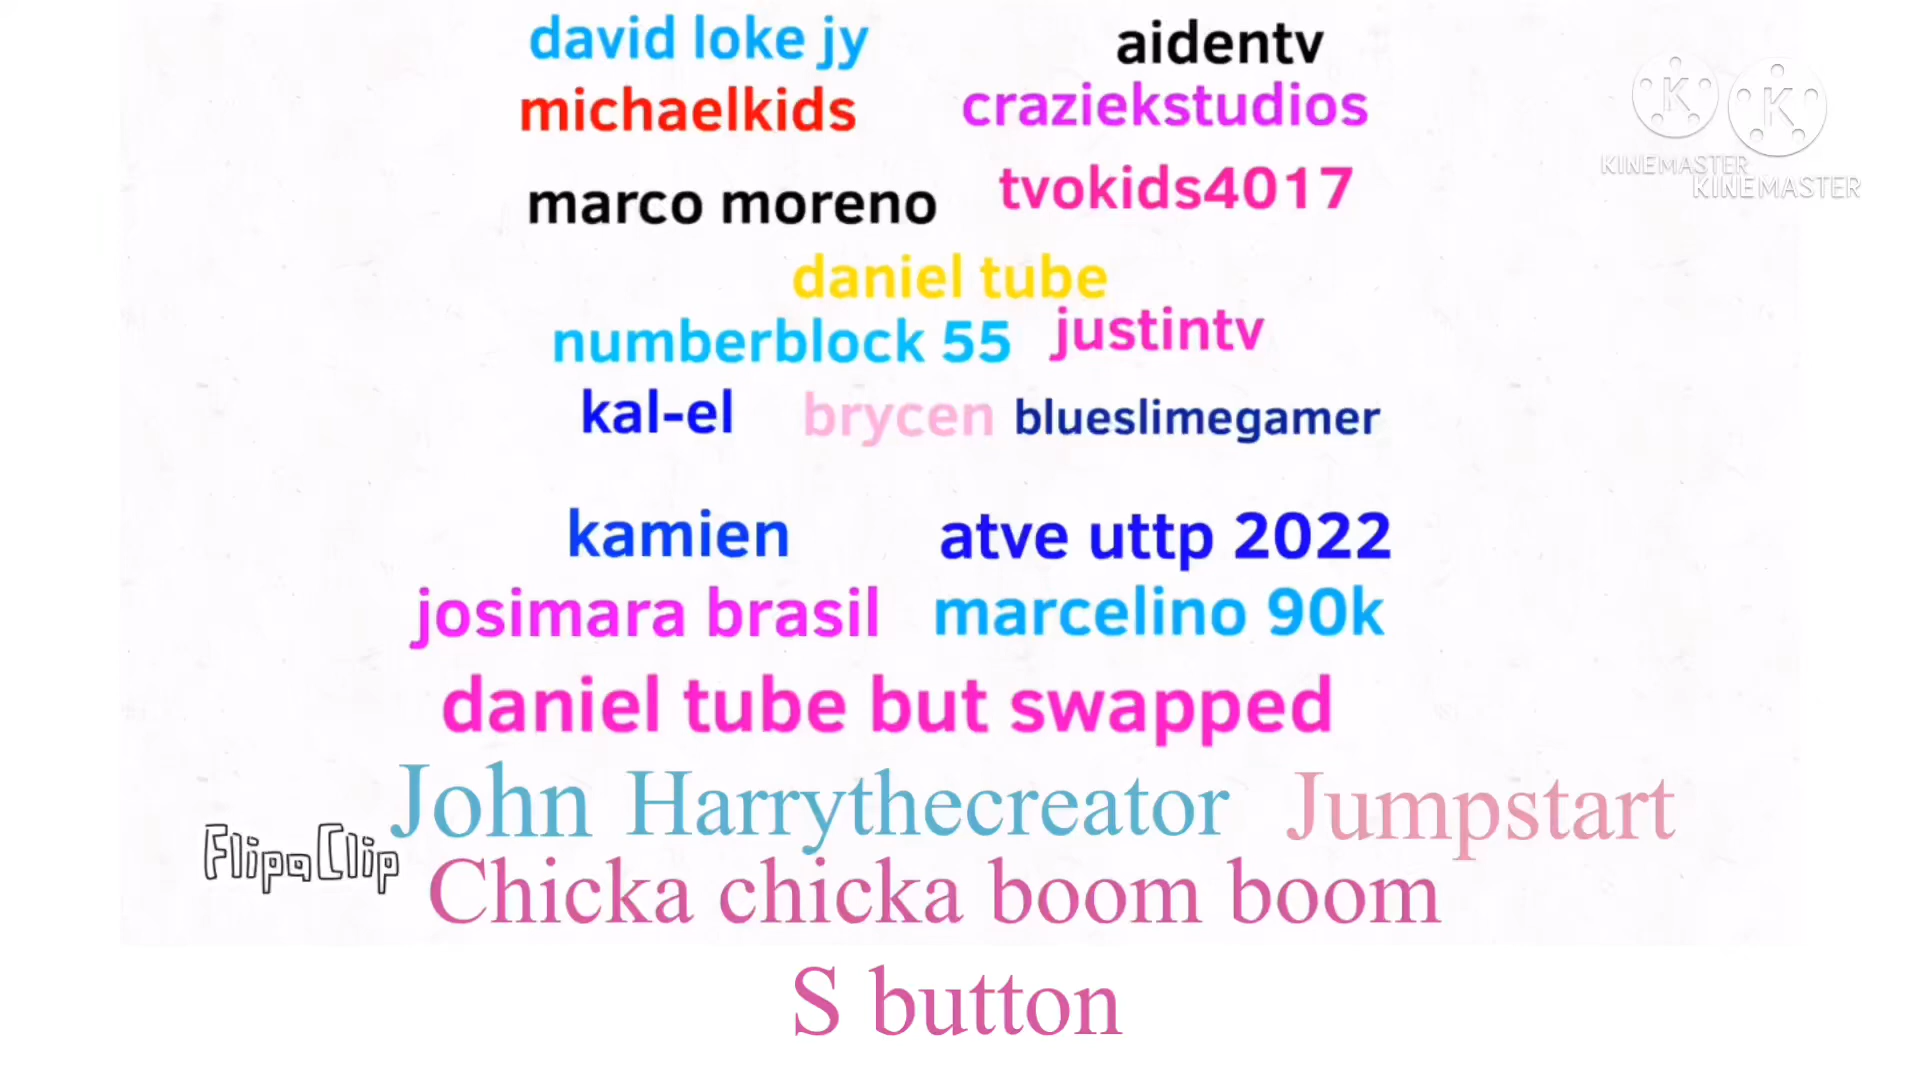 david loke jy aidentv
michaelkids craziekstudios
marco moreno tvokids4017
daniel tube
numberblock 55 justintv
kal-el brycen blueslimegamer
kamien atve uttp 2022
josimara brasil marcelino 90k
daniel tube but swapped
John Harrythecreator Jumpstart
FlipaClip
Chicka chicka boom boom
S button
K K
KINEMASTER
KINEMASTER